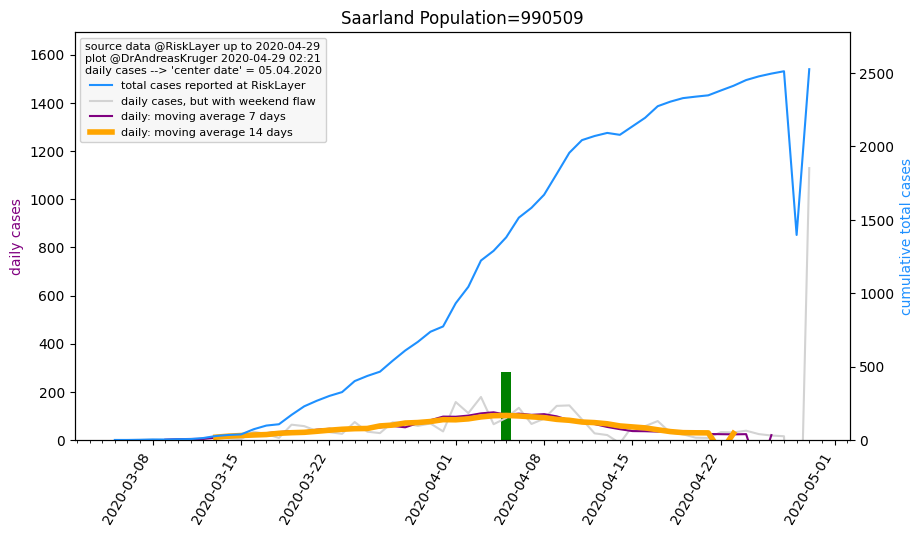 Saarland Population=990509
source data @RiskLayer up to 2020-04-29
plot @DrAndreasKruger 2020-04-29 02:21
daily cases --> 'center date' = 05.04.2020
total cases reported at RiskLayer
daily cases, but with weekend flaw
daily: moving average 7 days
daily: moving average 14 days
daily cases
1600
1400
1200
1000
800
600
400
200
0
cumulative total cases
2500
2000
1500
1000
500
0
2020-03-08
2020-03-15
2020-03-22
2020-04-01
2020-04-08
2020-04-15
2020-04-22
2020-05-01